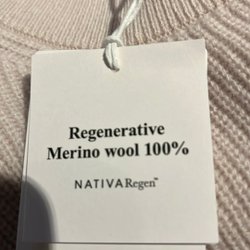 Regenerative
Merino wool 100%
NATIVARegen™